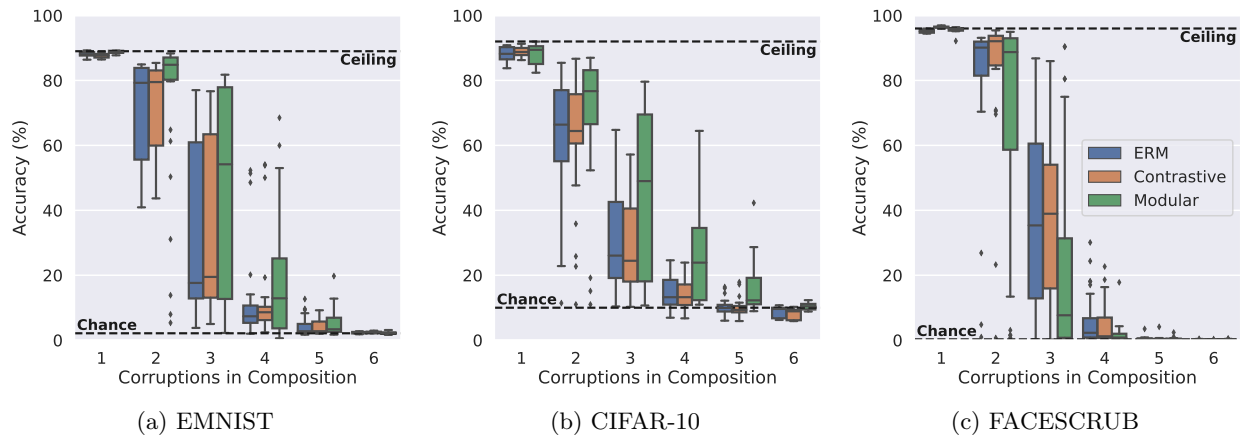 100
80
60
40
20
0
Accuracy (%)
Ceiling
Chance
1 2 3 4 5 6
Corruptions in Composition
(a) EMNIST
100
80
60
40
20
0
Accuracy (%)
Ceiling
Chance
1 2 3 4 5 6
Corruptions in Composition
(b) CIFAR-10
100
80
60
40
20
0
Accuracy (%)
Ceiling
ERM
Contrastive
Modular
Chance
1 2 3 4 5 6
Corruptions in Composition
(c) FACESCRUB